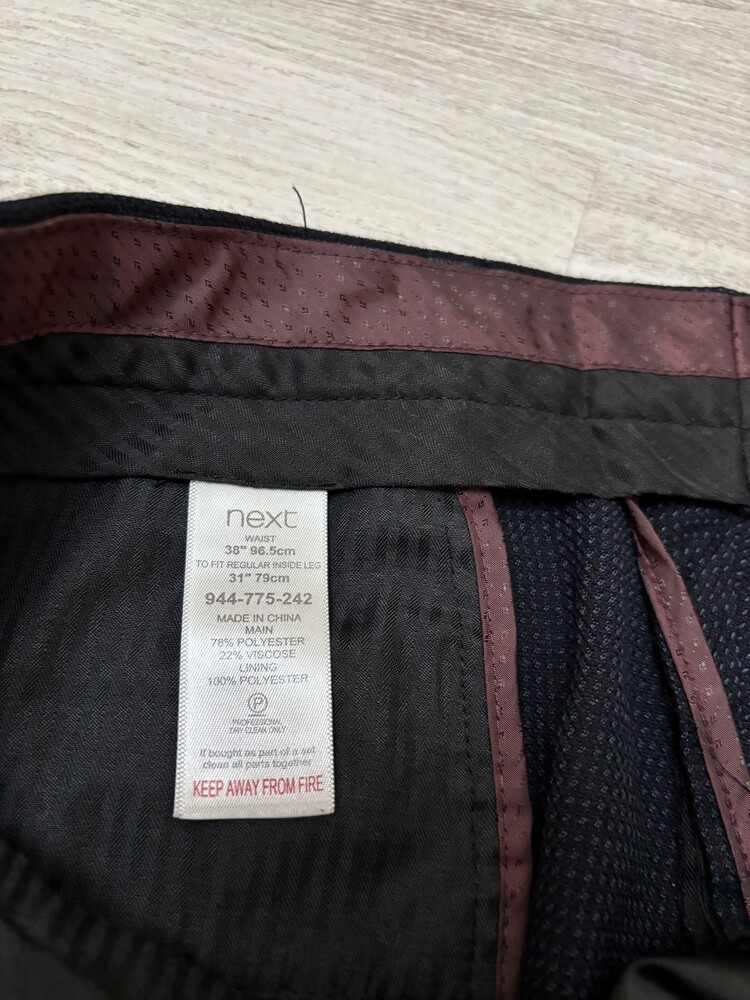 next
WAIST
38" 96.5cm
TO FIT REGULAR INSIDE LEG
31" 79cm
944-775-242
MADE IN CHINA
MAIN
78% POLYESTER
22% VISCOSE
LINING
100% POLYESTER
P
PROFESSIONAL
DRY CLEAN ONLY
If bought as part of a set
clean all parts together
KEEP AWAY FROM FIRE